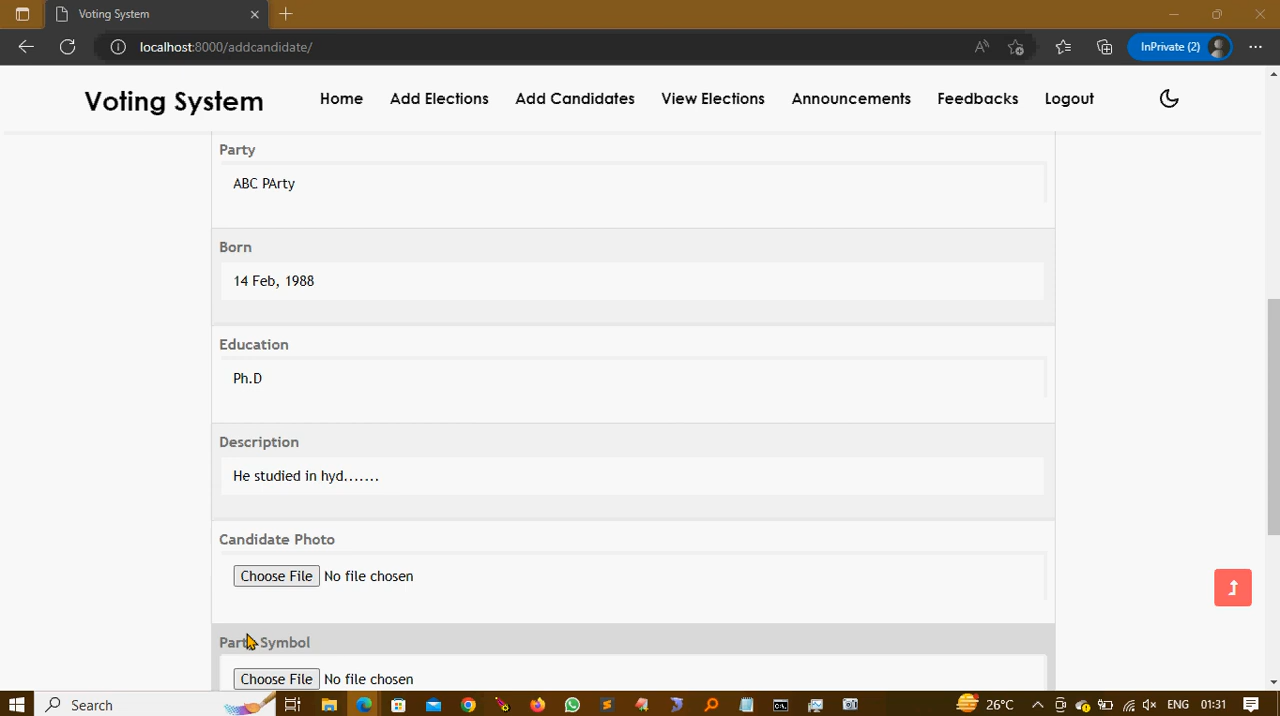 Voting System
localhost:8000/addcandidate/
InPrivate (2)
Voting System Home Add Elections Add Candidates View Elections Announcements Feedbacks Logout
Party
ABC PArty
Born
14 Feb, 1988
Education
Ph.D
Description
He studied in hyd.......
Candidate Photo
Choose File No file chosen
Party Symbol
Choose File No file chosen
Search 26°C ENG 01:31